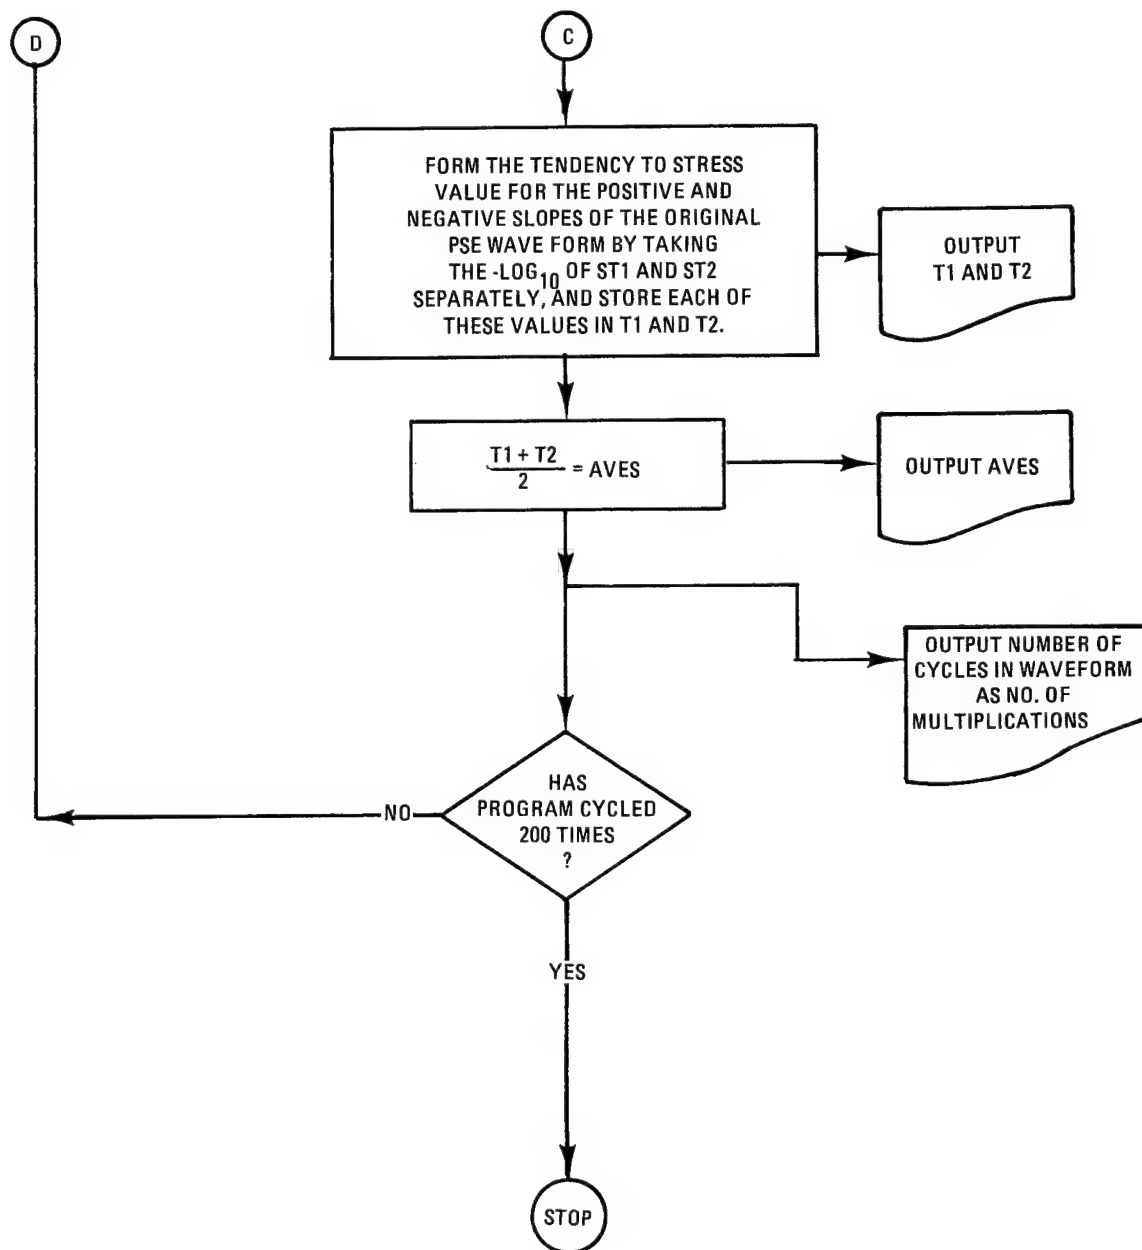 D
C
FORM THE TENDENCY TO STRESS
VALUE FOR THE POSITIVE AND
NEGATIVE SLOPES OF THE ORIGINAL
PSE WAVE FORM BY TAKING
THE -LOG10 OF ST1 AND ST2
SEPARATELY, AND STORE EACH OF
THESE VALUES IN T1 AND T2.
OUTPUT
T1 AND T2
T1 + T2
2
= AVES
OUTPUT AVES
OUTPUT NUMBER OF
CYCLES IN WAVEFORM
AS NO. OF
MULTIPLICATIONS
HAS
PROGRAM CYCLED
200 TIMES
?
NO
YES
STOP